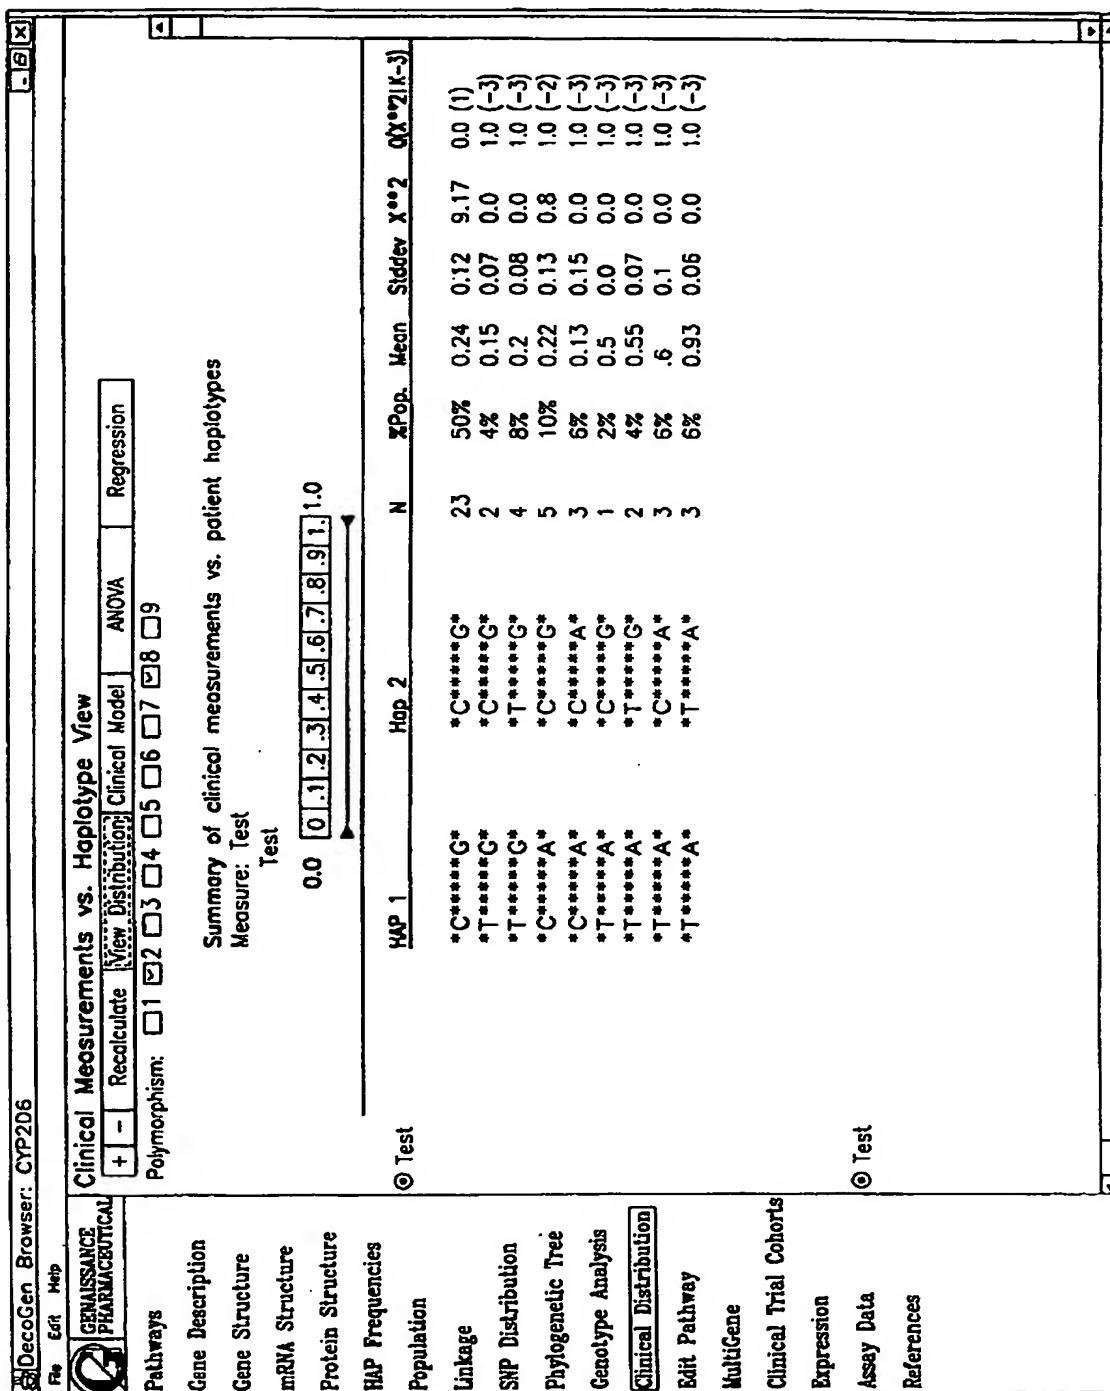 DecoGen Browser: CYP2D6
File Edit Help
GENAISSANCE
PHARMACEUTICAL
Pathways
Gene Description
Gene Structure
mRNA Structure
Protein Structure
HAP Frequencies
Population
Linkage
SNP Distribution
Phylogenetic Tree
Genotype Analysis
Clinical Distribution
Edit Pathway
MultiGene
Clinical Trial Cohorts
Expression
Assay Data
References
Clinical Measurements vs. Haplotype View
+ - Recalculate View Distribution Clinical Model ANOVA Regression
Polymorphism: 1 2 3 4 5 6 7 8 9
Summary of clinical measurements vs. patient haplotypes
Measure: Test
Test
0.0 0 .1 .2 .3 .4 .5 .6 .7 .8 .9 1. 1.0
Test
HAP 1 Hap 2 N %Pop. Mean Stddev X**2 Q(X**2|K-3)
*C*****G* *C*****G* 23 50% 0.24 0.12 9.17 0.0 (1)
*T*****G* *C*****G* 2 4% 0.15 0.07 0.0 1.0 (-3)
*T*****G* *T*****G* 4 8% 0.2 0.08 0.0 1.0 (-3)
*C*****A* *C*****G* 5 10% 0.22 0.13 0.8 1.0 (-2)
*C*****A* *C*****A* 3 6% 0.13 0.15 0.0 1.0 (-3)
*T*****A* *C*****G* 1 2% 0.5 0.0 0.0 1.0 (-3)
*T*****A* *T*****G* 2 4% 0.55 0.07 0.0 1.0 (-3)
*T*****A* *C*****A* 3 6% .6 0.1 0.0 1.0 (-3)
*T*****A* *T*****A* 3 6% 0.93 0.06 0.0 1.0 (-3)
Test